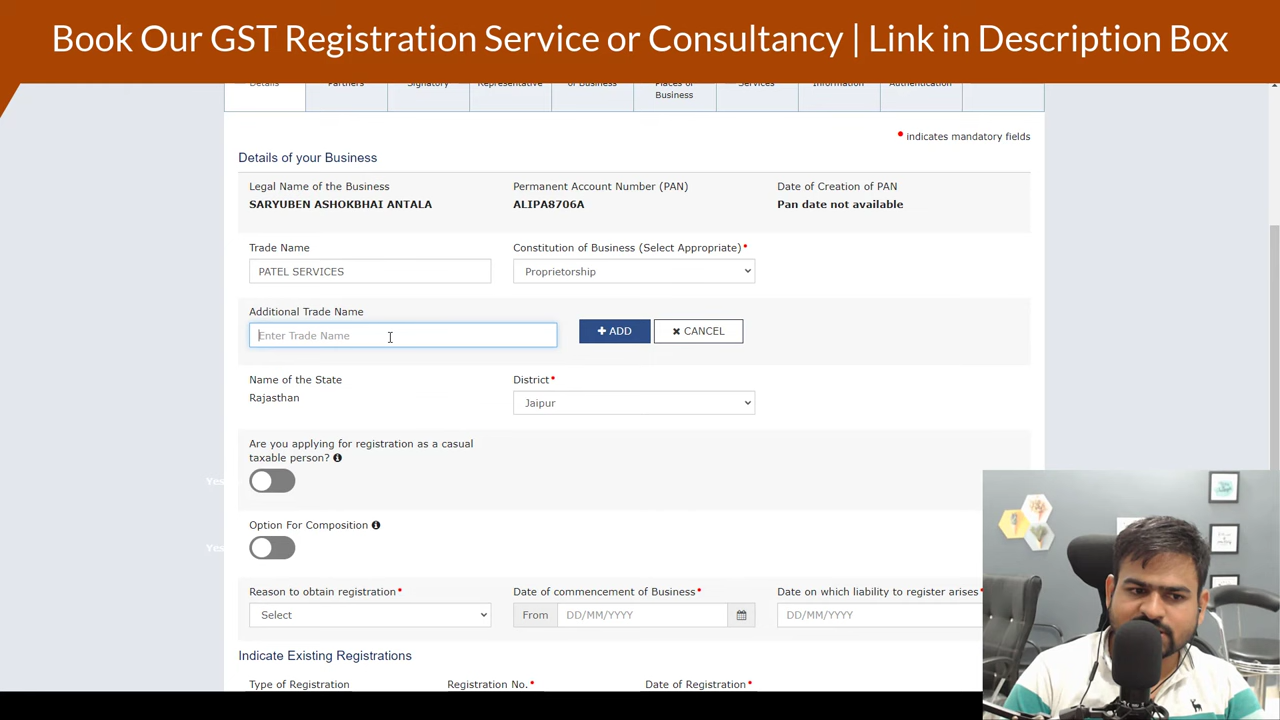 Book Our GST Registration Service or Consultancy | Link in Description Box
Details
Partners
Signatory
Representative
of Business
Places of
Business
Services
Information
Authentication
• indicates mandatory fields
Details of your Business
Legal Name of the Business
Permanent Account Number (PAN)
Date of Creation of PAN
SARYUBEN ASHOKBHAI ANTALA
ALIPA8706A
Pan date not available
Trade Name
Constitution of Business (Select Appropriate)•
PATEL SERVICES
Proprietorship
Additional Trade Name
Enter Trade Name
+ ADD
✖ CANCEL
Name of the State
District•
Rajasthan
Jaipur
Are you applying for registration as a casual
taxable person?
Yes
Option For Composition
Yes
Reason to obtain registration•
Date of commencement of Business•
Date on which liability to register arises•
Select
From
DD/MM/YYYY
DD/MM/YYYY
Indicate Existing Registrations
Type of Registration
Registration No.•
Date of Registration•